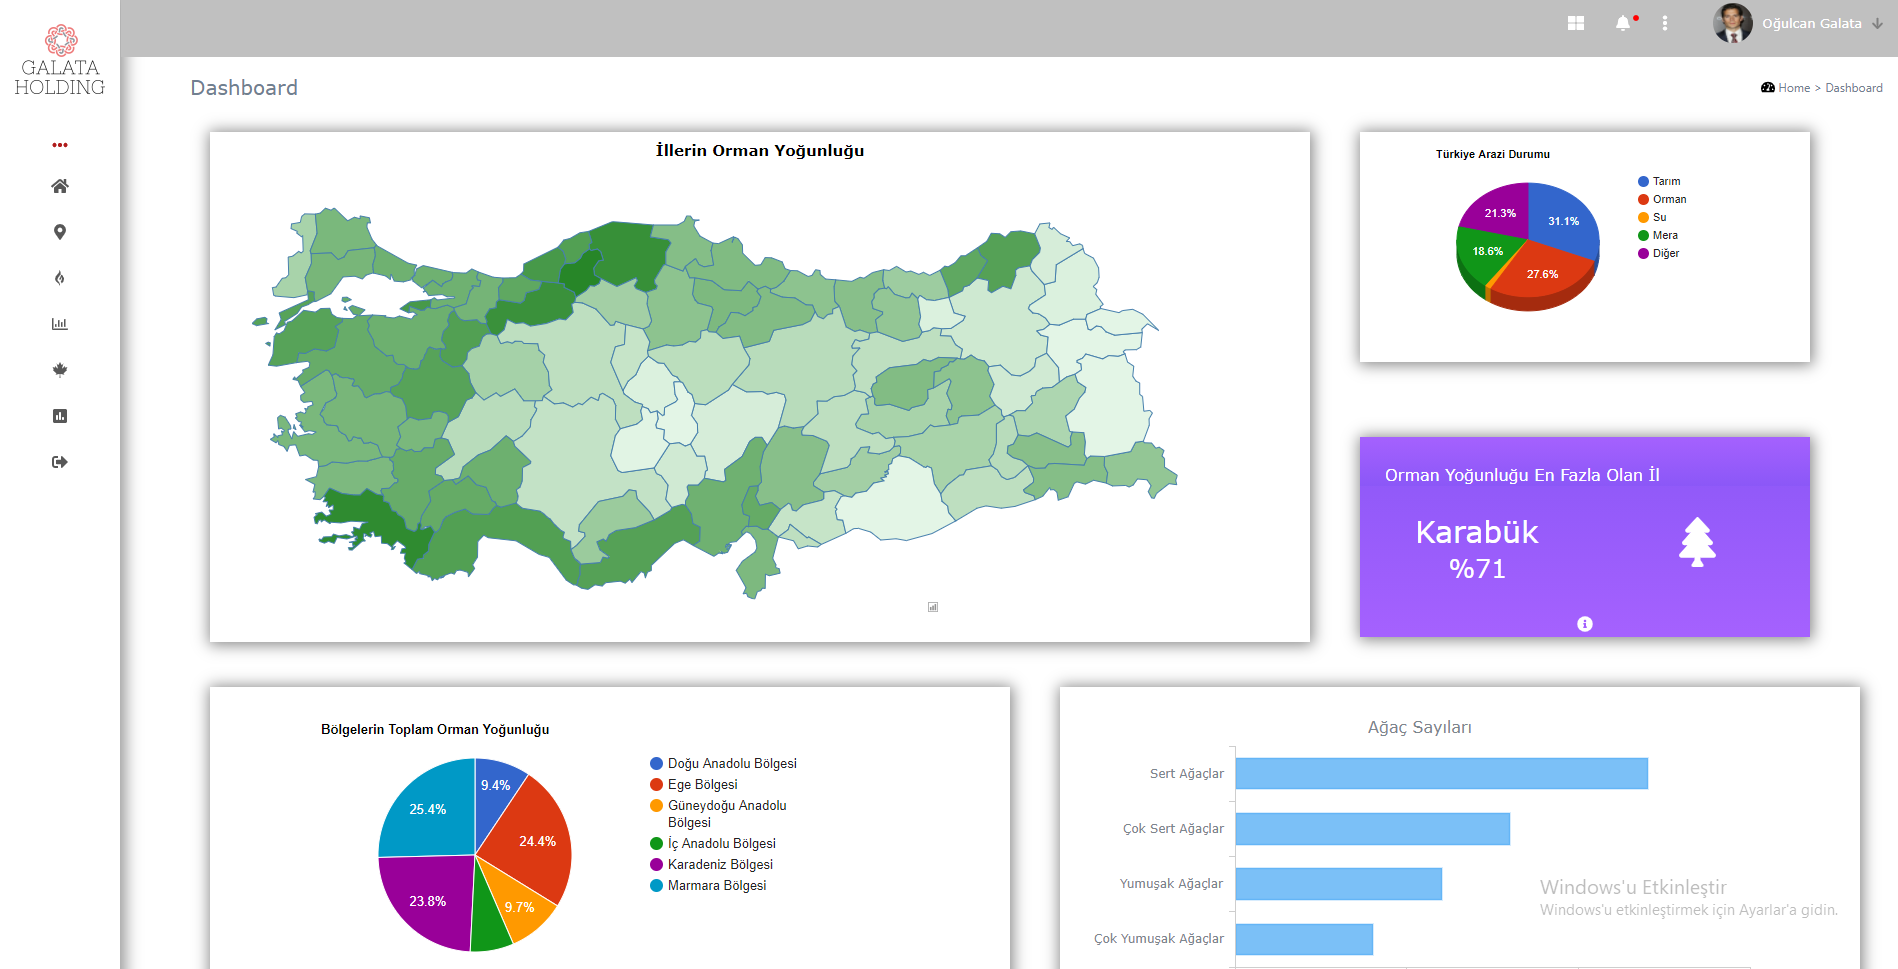 GALATA
HOLDING
Oğulcan Galata
Dashboard
Home > Dashboard
İllerin Orman Yoğunluğu
Türkiye Arazi Durumu
31.1%
27.6%
18.6%
21.3%
Tarım
Orman
Su
Mera
Diğer
Orman Yoğunluğu En Fazla Olan İl
Karabük
%71
Bölgelerin Toplam Orman Yoğunluğu
9.4%
24.4%
9.7%
23.8%
25.4%
Doğu Anadolu Bölgesi
Ege Bölgesi
Güneydoğu Anadolu
Bölgesi
İç Anadolu Bölgesi
Karadeniz Bölgesi
Marmara Bölgesi
Ağaç Sayıları
Sert Ağaçlar
Çok Sert Ağaçlar
Yumuşak Ağaçlar
Çok Yumuşak Ağaçlar
Windows'u Etkinleştir
Windows'u etkinleştirmek için Ayarlar'a gidin.